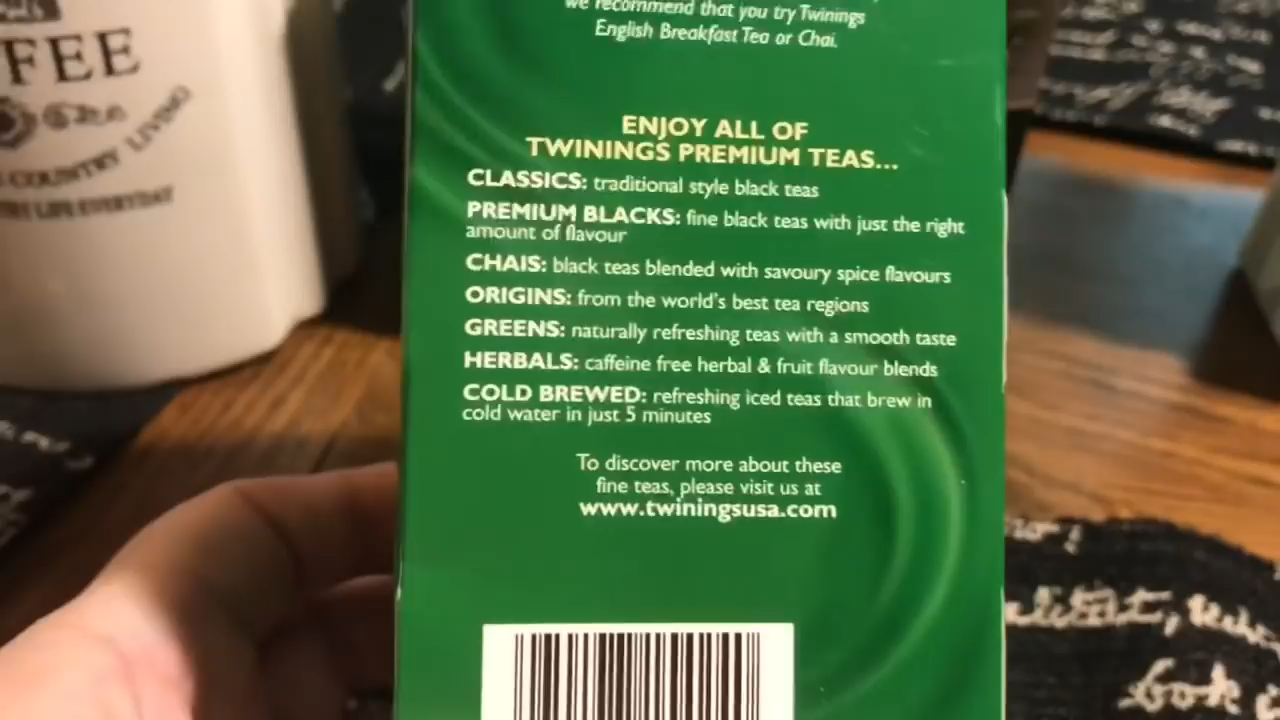 FEE
COUNTRY LIVING
LIFE EVERYDAY
we recommend that you try Twinings
English Breakfast Tea or Chai.
ENJOY ALL OF
TWININGS PREMIUM TEAS...
CLASSICS: traditional style black teas
PREMIUM BLACKS: fine black teas with just the right
amount of flavour
CHAIS: black teas blended with savoury spice flavours
ORIGINS: from the world's best tea regions
GREENS: naturally refreshing teas with a smooth taste
HERBALS: caffeine free herbal & fruit flavour blends
COLD BREWED: refreshing iced teas that brew in
cold water in just 5 minutes
To discover more about these
fine teas, please visit us at
www.twiningsusa.com